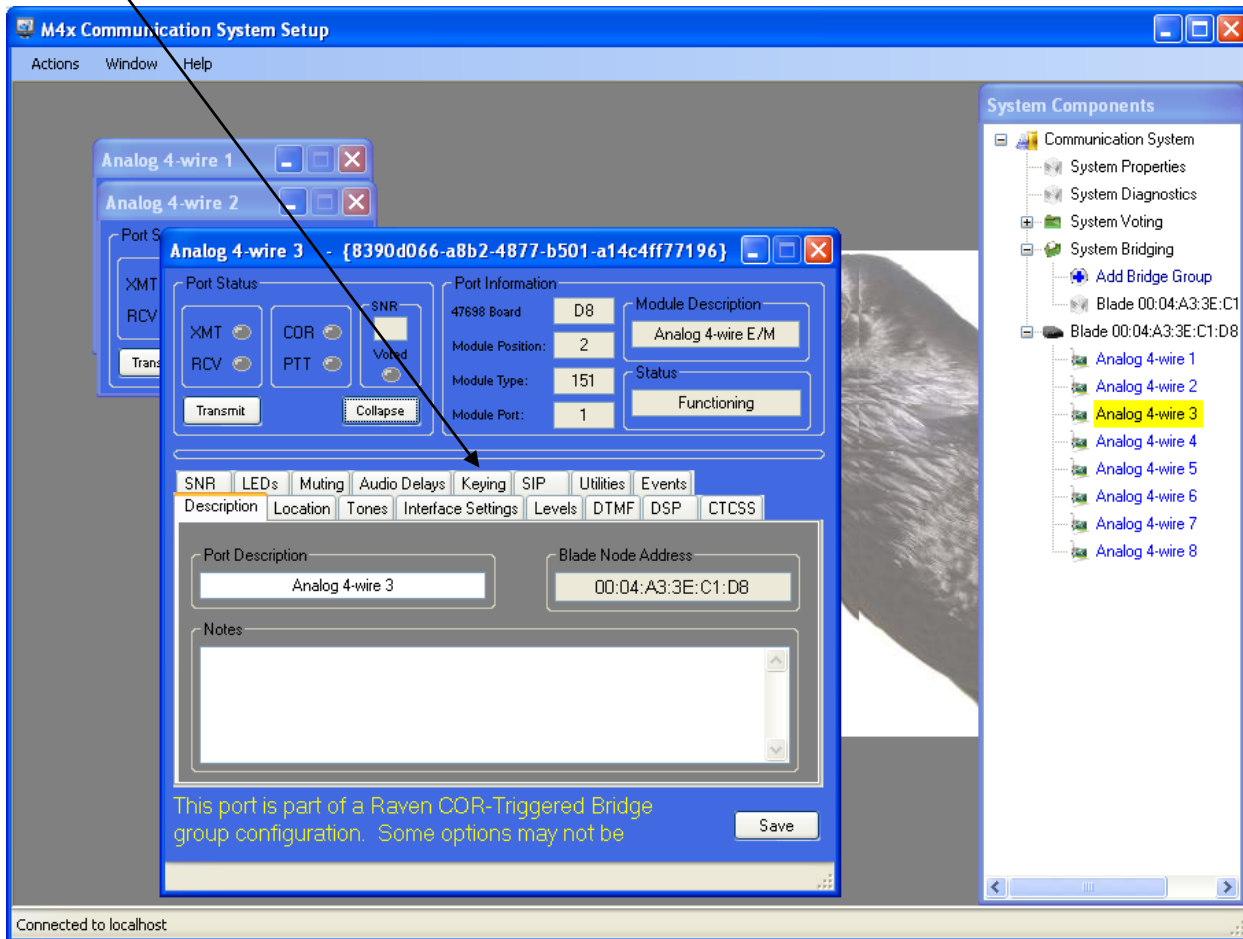 M4x Communication System Setup
Actions Window Help
Analog 4-wire 1
Analog 4-wire 2
Port S
XMT
RCV
Trans
Analog 4-wire 3 - {8390d066-a8b2-4877-b501-a14c4ff77196}
Port Status
XMT
RCV
COR
PTT
SNR
Voted
Transmit
Collapse
Port Information
47698 Board D8
Module Position: 2
Module Type: 151
Module Port: 1
Module Description
Analog 4-wire E/M
Status
Functioning
SNR LEDs Muting Audio Delays Keying SIP Utilities Events
Description Location Tones Interface Settings Levels DTMF DSP CTCSS
Port Description
Analog 4-wire 3
Blade Node Address
00:04:A3:3E:C1:D8
Notes
This port is part of a Raven COR-Triggered Bridge
group configuration. Some options may not be
Save
System Components
Communication System
System Properties
System Diagnostics
System Voting
System Bridging
Add Bridge Group
Blade 00:04:A3:3E:C1
Blade 00:04:A3:3E:C1:D8
Analog 4-wire 1
Analog 4-wire 2
Analog 4-wire 3
Analog 4-wire 4
Analog 4-wire 5
Analog 4-wire 6
Analog 4-wire 7
Analog 4-wire 8
Connected to localhost